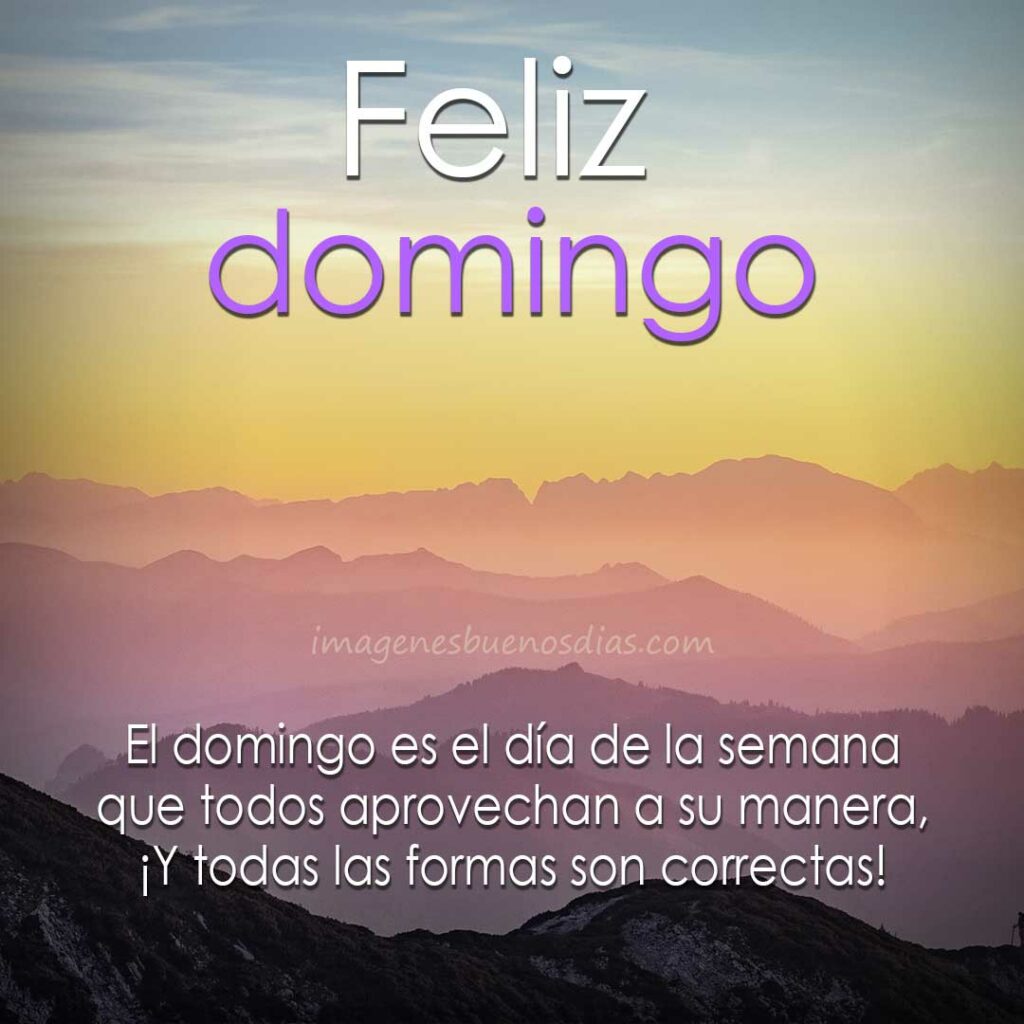 Feliz
domingo
imagenesbuenosdias.com
El domingo es el día de la semana
que todos aprovechan a su manera,
¡Y todas las formas son correctas!